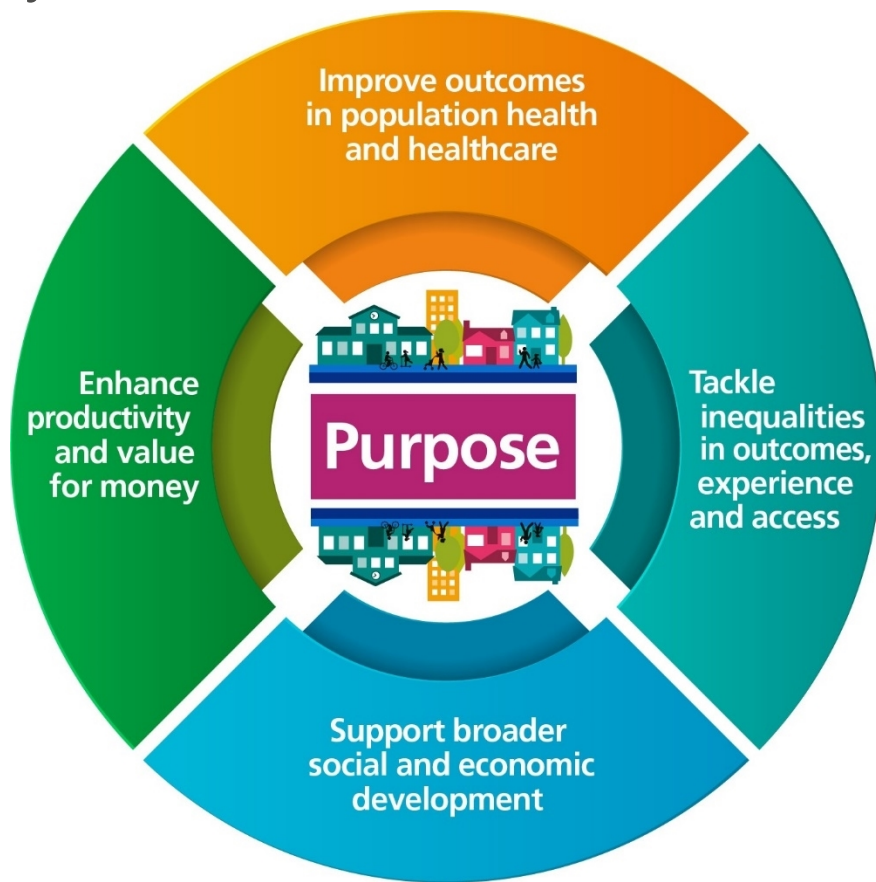 Improve outcomes
in population health
and healthcare
Tackle
inequalities
in outcomes,
experience
and access
Support broader
social and economic
development
Enhance
productivity
and value
for money
Purpose